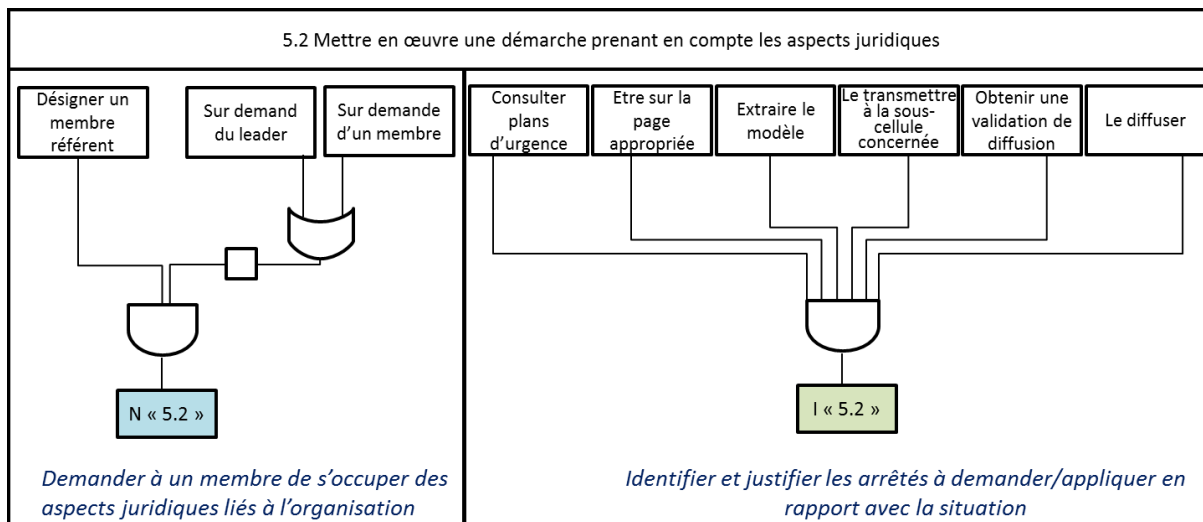 5.2 Mettre en œuvre une démarche prenant en compte les aspects juridiques
Désigner un
membre
référent
Sur demand
du leader
Sur demande
d’un membre
Consulter
plans
d’urgence
Etre sur la
page
appropriée
Extraire le
modèle
Le transmettre
à la sous-
cellule
concernée
Obtenir une
validation de
diffusion
Le diffuser
N « 5.2 »
I « 5.2 »
Demander à un membre de s’occuper des
aspects juridiques liés à l’organisation
Identifier et justifier les arrêtés à demander/appliquer en
rapport avec la situation